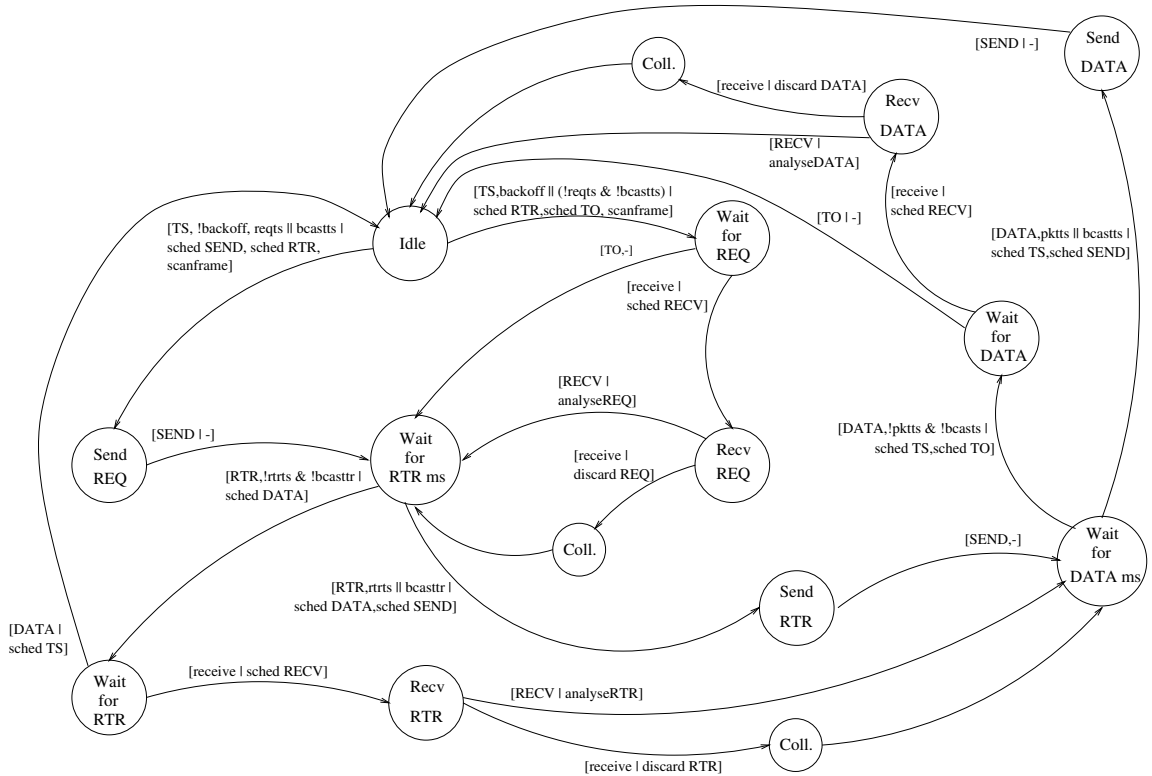 Send
DATA
[SEND | -]
Coll.
[receive | discard DATA]
Recv
DATA
[RECV |
analyseDATA]
[TS,backoff || (!reqts & !bcastts) |
sched RTR,sched TO, scanframe]
[receive |
sched RECV]
[TO | -]
[TS, !backoff, reqts || bcastts |
sched SEND, sched RTR,
scanframe]
Idle
Wait
for
REQ
[DATA,pktts || bcastts |
sched TS,sched SEND]
[TO,-]
[receive |
sched RECV]
Wait
for
DATA
[RECV |
analyseREQ]
[DATA,!pktts & !bcasts |
sched TS,sched TO]
[SEND | -]
Send
REQ
Wait
for
RTR ms
Recv
REQ
[receive |
discard REQ]
[RTR,!rtrts & !bcasttr |
sched DATA]
Coll.
[SEND,-]
Wait
for
DATA ms
[RTR,rtrts || bcasttr |
sched DATA,sched SEND]
Send
RTR
[DATA |
sched TS]
[receive | sched RECV]
Wait
for
RTR
Recv
RTR
[RECV | analyseRTR]
Coll.
[receive | discard RTR]